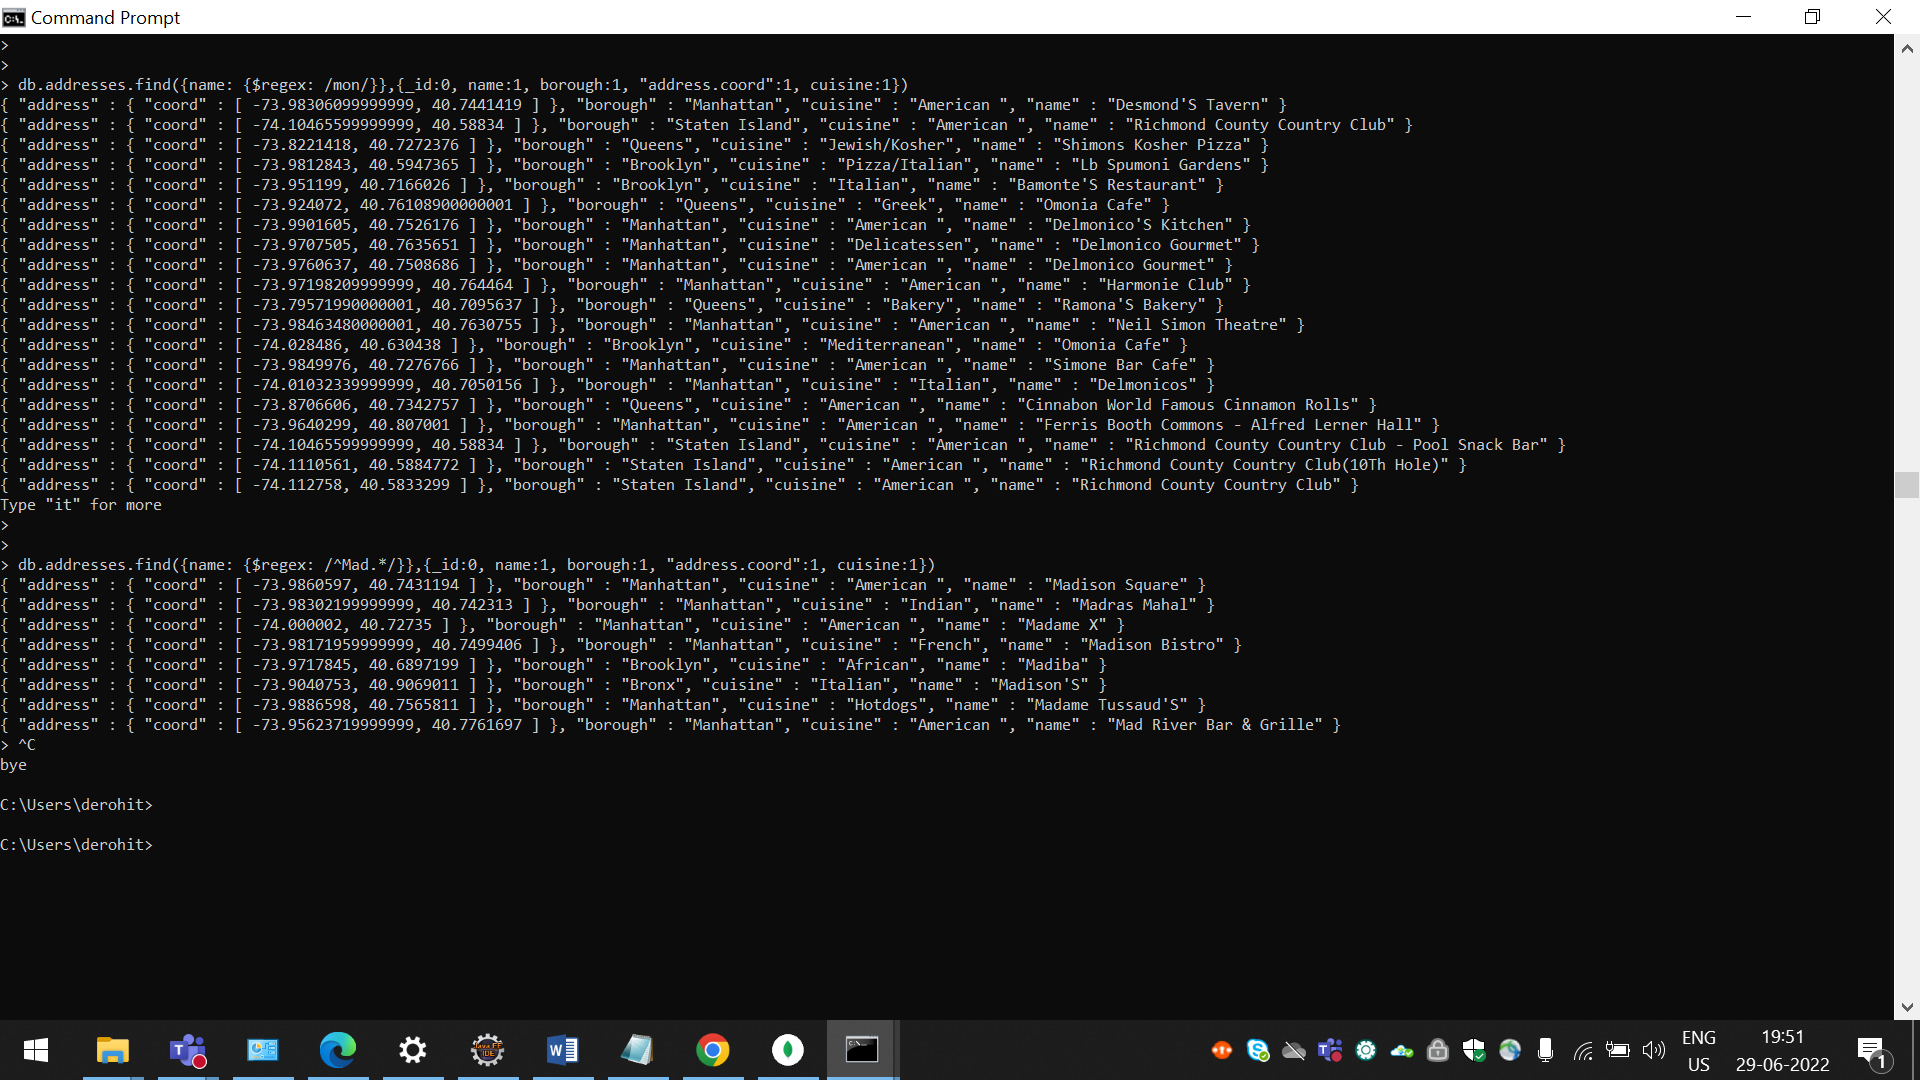 Command Prompt
>
>
> db.addresses.find({name: {$regex: /mon/}},{_id:0, name:1, borough:1, "address.coord":1, cuisine:1})
{ "address" : { "coord" : [ -73.98306099999999, 40.7441419 ] }, "borough" : "Manhattan", "cuisine" : "American ", "name" : "Desmond'S Tavern" }
{ "address" : { "coord" : [ -74.10465599999999, 40.58834 ] }, "borough" : "Staten Island", "cuisine" : "American ", "name" : "Richmond County Country Club" }
{ "address" : { "coord" : [ -73.8221418, 40.7272376 ] }, "borough" : "Queens", "cuisine" : "Jewish/Kosher", "name" : "Shimons Kosher Pizza" }
{ "address" : { "coord" : [ -73.9812843, 40.5947365 ] }, "borough" : "Brooklyn", "cuisine" : "Pizza/Italian", "name" : "Lb Spumoni Gardens" }
{ "address" : { "coord" : [ -73.951199, 40.7166026 ] }, "borough" : "Brooklyn", "cuisine" : "Italian", "name" : "Bamonte'S Restaurant" }
{ "address" : { "coord" : [ -73.924072, 40.76108900000001 ] }, "borough" : "Queens", "cuisine" : "Greek", "name" : "Omonia Cafe" }
{ "address" : { "coord" : [ -73.9901605, 40.7526176 ] }, "borough" : "Manhattan", "cuisine" : "American ", "name" : "Delmonico'S Kitchen" }
{ "address" : { "coord" : [ -73.9707505, 40.7635651 ] }, "borough" : "Manhattan", "cuisine" : "Delicatessen", "name" : "Delmonico Gourmet" }
{ "address" : { "coord" : [ -73.9760637, 40.7508686 ] }, "borough" : "Manhattan", "cuisine" : "American ", "name" : "Delmonico Gourmet" }
{ "address" : { "coord" : [ -73.97198209999999, 40.764464 ] }, "borough" : "Manhattan", "cuisine" : "American ", "name" : "Harmonie Club" }
{ "address" : { "coord" : [ -73.79571990000001, 40.7095637 ] }, "borough" : "Queens", "cuisine" : "Bakery", "name" : "Ramona'S Bakery" }
{ "address" : { "coord" : [ -73.98463480000001, 40.7630755 ] }, "borough" : "Manhattan", "cuisine" : "American ", "name" : "Neil Simon Theatre" }
{ "address" : { "coord" : [ -74.028486, 40.630438 ] }, "borough" : "Brooklyn", "cuisine" : "Mediterranean", "name" : "Omonia Cafe" }
{ "address" : { "coord" : [ -73.9849976, 40.7276766 ] }, "borough" : "Manhattan", "cuisine" : "American ", "name" : "Simone Bar Cafe" }
{ "address" : { "coord" : [ -74.01032339999999, 40.7050156 ] }, "borough" : "Manhattan", "cuisine" : "Italian", "name" : "Delmonicos" }
{ "address" : { "coord" : [ -73.8706606, 40.7342757 ] }, "borough" : "Queens", "cuisine" : "American ", "name" : "Cinnabon World Famous Cinnamon Rolls" }
{ "address" : { "coord" : [ -73.9640299, 40.807001 ] }, "borough" : "Manhattan", "cuisine" : "American ", "name" : "Ferris Booth Commons - Alfred Lerner Hall" }
{ "address" : { "coord" : [ -74.10465599999999, 40.58834 ] }, "borough" : "Staten Island", "cuisine" : "American ", "name" : "Richmond County Country Club - Pool Snack Bar" }
{ "address" : { "coord" : [ -74.1110561, 40.5884772 ] }, "borough" : "Staten Island", "cuisine" : "American ", "name" : "Richmond County Country Club(10Th Hole)" }
{ "address" : { "coord" : [ -74.112758, 40.5833299 ] }, "borough" : "Staten Island", "cuisine" : "American ", "name" : "Richmond County Country Club" }
Type "it" for more
>
>
> db.addresses.find({name: {$regex: /^Mad.*/}},{_id:0, name:1, borough:1, "address.coord":1, cuisine:1})
{ "address" : { "coord" : [ -73.9860597, 40.7431194 ] }, "borough" : "Manhattan", "cuisine" : "American ", "name" : "Madison Square" }
{ "address" : { "coord" : [ -73.98302199999999, 40.742313 ] }, "borough" : "Manhattan", "cuisine" : "Indian", "name" : "Madras Mahal" }
{ "address" : { "coord" : [ -74.000002, 40.72735 ] }, "borough" : "Manhattan", "cuisine" : "American ", "name" : "Madame X" }
{ "address" : { "coord" : [ -73.98171959999999, 40.7499406 ] }, "borough" : "Manhattan", "cuisine" : "French", "name" : "Madison Bistro" }
{ "address" : { "coord" : [ -73.9717845, 40.6897199 ] }, "borough" : "Brooklyn", "cuisine" : "African", "name" : "Madiba" }
{ "address" : { "coord" : [ -73.9040753, 40.9069011 ] }, "borough" : "Bronx", "cuisine" : "Italian", "name" : "Madison'S" }
{ "address" : { "coord" : [ -73.9886598, 40.7565811 ] }, "borough" : "Manhattan", "cuisine" : "Hotdogs", "name" : "Madame Tussaud'S" }
{ "address" : { "coord" : [ -73.95623719999999, 40.7761697 ] }, "borough" : "Manhattan", "cuisine" : "American ", "name" : "Mad River Bar & Grille" }
> ^C
bye
C:\Users\derohit>
C:\Users\derohit>
ENG
US
19:51
29-06-2022
1